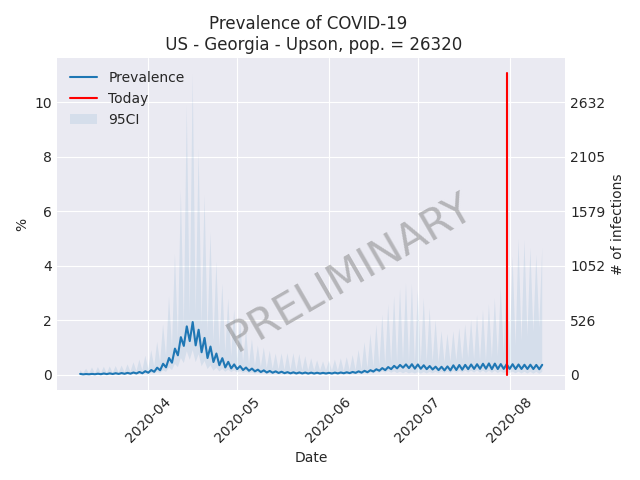 Prevalence of COVID-19
US - Georgia - Upson, pop. = 26320
Prevalence
Today
95CI
PRELIMINARY
10
8
6
4
2
0
%
2632
2105
1579
1052
526
0
# of infections
2020-04
2020-05
2020-06
2020-07
2020-08
Date